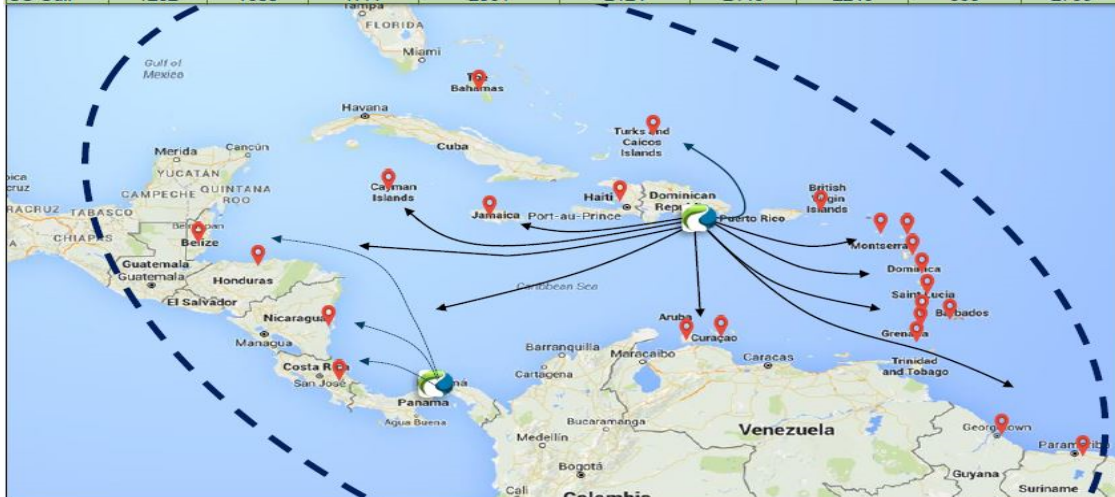 FLORIDA
Miami
Gulf of
Mexico
The
Bahamas
Havana
Cuba
Turks and
Caicos
Islands
Merida
Cancún
YUCATÁN
CAMPECHE
QUINTANA
ROO
TABASCO
CHIAPAS
Cayman
Islands
Jamaica
Haiti
Port-au-Prince
Dominican
Puerto Rico
British
Virgin
Islands
Belize
Guatemala
Guatemala
Honduras
El Salvador
Nicaragua
Managua
Costa Rica
San José
Panama
Agua Buena
Caribbean Sea
Montserrat
Dominica
Saint Lucia
Barbados
Grenada
Trinidad
and Tobago
Aruba
Curaçao
Barranquilla
Cartagena
Maracaibo
Caracas
Bucaramanga
Medellín
Bogotá
Cali
Colombia
Venezuela
Georgetown
Guyana
Paramaribo
Suriname